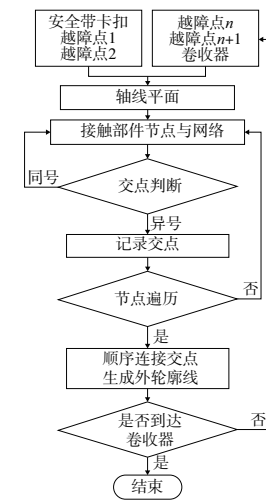 安全带卡扣
越障点1
越障点2
越障点n
越障点n+1
卷收器
轴线平面
接触部件节点与网络
同号
交点判断
异号
记录交点
否
节点遍历
是
顺序连接交点
生成外轮廓线
是否到达
卷收器
否
是
结束